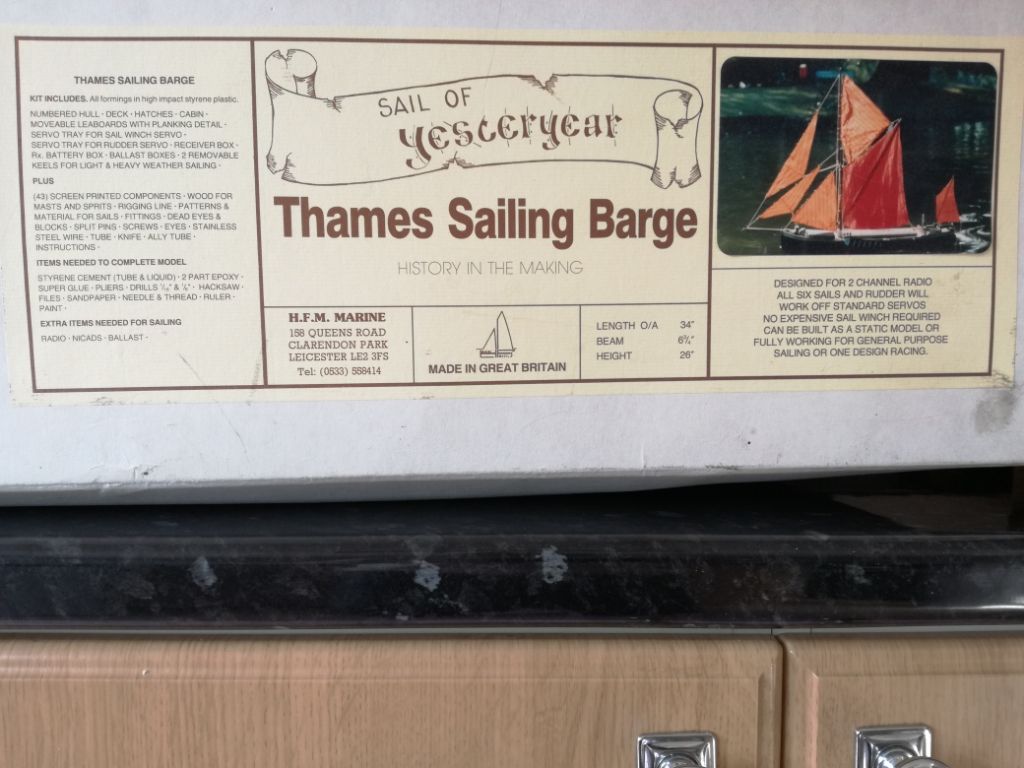 THAMES SAILING BARGE
KIT INCLUDES. All formings in high impact styrene plastic.
NUMBERED HULL · DECK · HATCHES · CABIN ·
MOVEABLE LEABOARDS WITH PLANKING DETAIL ·
SERVO TRAY FOR SAIL WINCH SERVO ·
SERVO TRAY FOR RUDDER SERVO · RECEIVER BOX ·
Rx. BATTERY BOX · BALLAST BOXES · 2 REMOVABLE
KEELS FOR LIGHT & HEAVY WEATHER SAILING ·
PLUS
(43) SCREEN PRINTED COMPONENTS · WOOD FOR
MASTS AND SPRITS · RIGGING LINE · PATTERNS &
MATERIAL FOR SAILS · FITTINGS · DEAD EYES &
BLOCKS · SPLIT PINS · SCREWS · EYES · STAINLESS
STEEL WIRE · TUBE · KNIFE · ALLY TUBE ·
INSTRUCTIONS ·
ITEMS NEEDED TO COMPLETE MODEL
STYRENE CEMENT (TUBE & LIQUID) · 2 PART EPOXY ·
SUPER GLUE · PLIERS · DRILLS 1/16" & 1/8" · HACKSAW ·
FILES · SANDPAPER · NEEDLE & THREAD · RULER ·
PAINT ·
EXTRA ITEMS NEEDED FOR SAILING
RADIO · NICADS · BALLAST ·
SAIL OF
yesteryear
Thames Sailing Barge
HISTORY IN THE MAKING
H.F.M. MARINE
158 QUEENS ROAD
CLARENDON PARK
LEICESTER LE2 3FS
Tel: (0533) 558414
MADE IN GREAT BRITAIN
LENGTH O/A 34"
BEAM 6¾"
HEIGHT 26"
DESIGNED FOR 2 CHANNEL RADIO
ALL SIX SAILS AND RUDDER WILL
WORK OFF STANDARD SERVOS
NO EXPENSIVE SAIL WINCH REQUIRED
CAN BE BUILT AS A STATIC MODEL OR
FULLY WORKING FOR GENERAL PURPOSE
SAILING OR ONE DESIGN RACING.